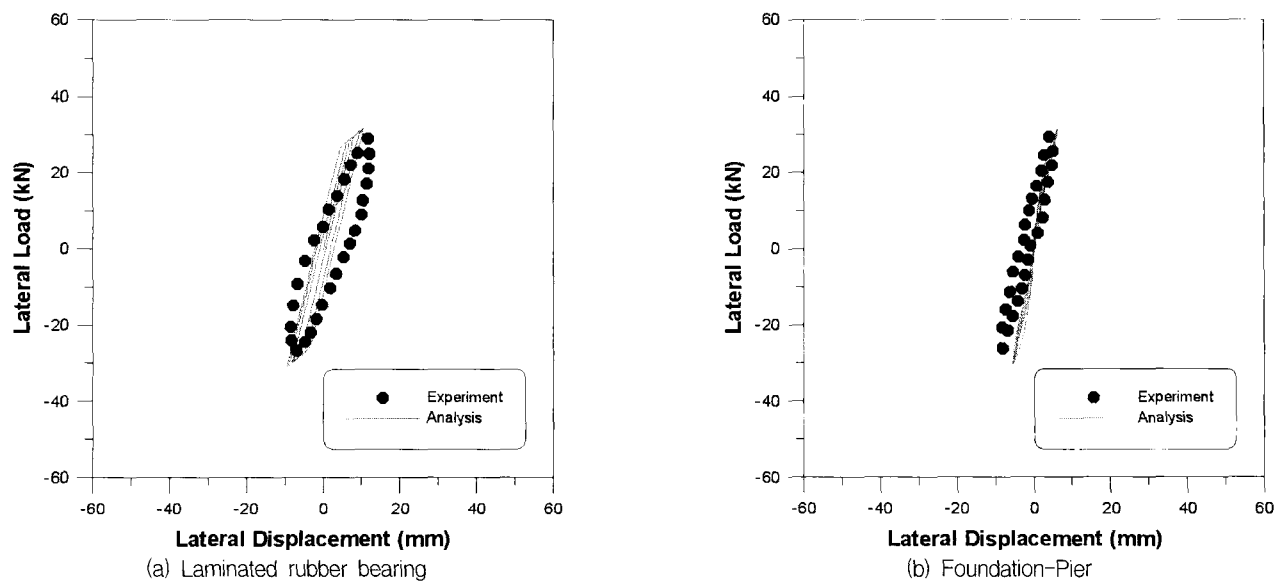 60
40
20
0
-20
-40
-60
Lateral Load (kN)
Experiment
Analysis
-60 -40 -20 0 20 40 60
Lateral Displacement (mm)
(a) Laminated rubber bearing
60
40
20
0
-20
-40
-60
Lateral Load (kN)
Experiment
Analysis
-60 -40 -20 0 20 40 60
Lateral Displacement (mm)
(b) Foundation-Pier